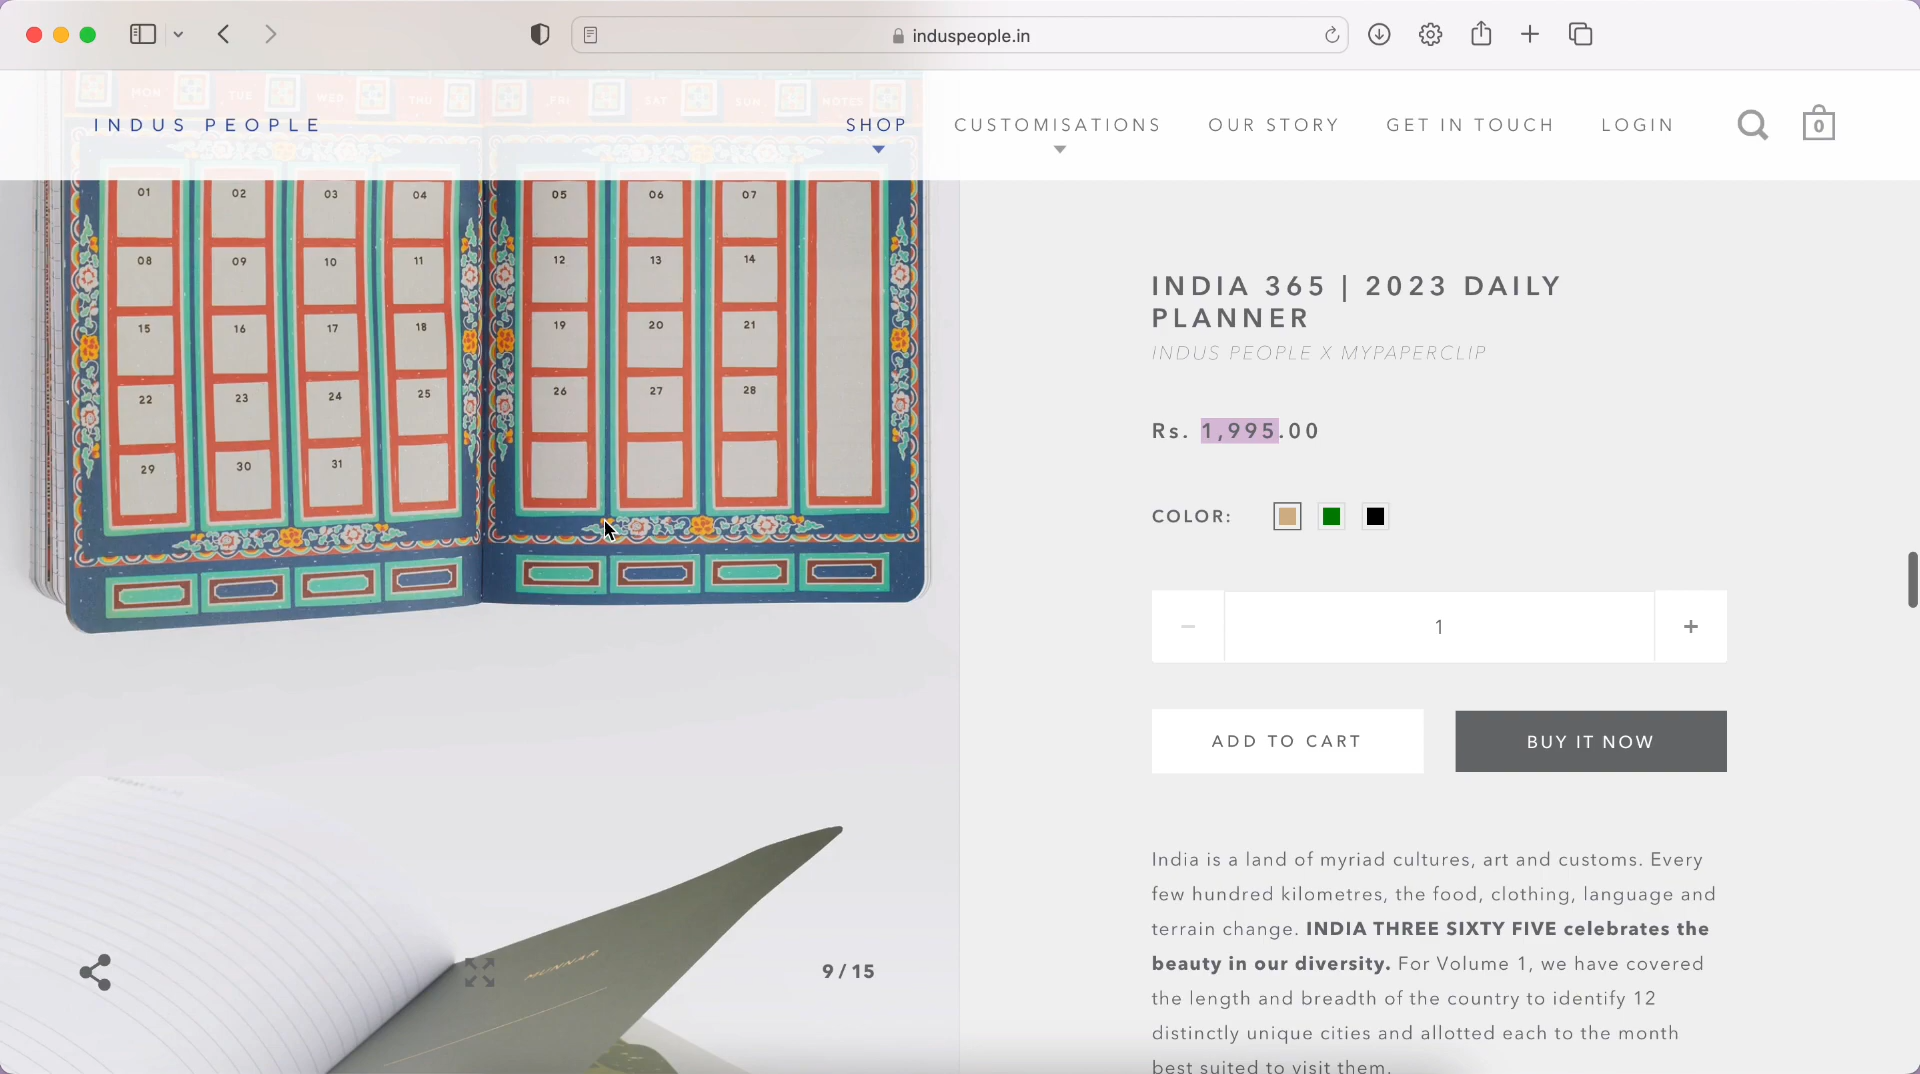 induspeople.in
MON TUE WED THU FRI SAT SUN NOTES
INDUS PEOPLE
SHOP
CUSTOMISATIONS
OUR STORY
GET IN TOUCH
LOGIN
0
01 02 03 04 05 06 07
08 09 10 11 12 13 14
15 16 17 18 19 20 21
22 23 24 25 26 27 28
29 30 31
MUNNAR
9 / 15
INDIA 365 | 2023 DAILY
PLANNER
INDUS PEOPLE X MYPAPERCLIP
Rs. 1,995.00
COLOR:
− 1 +
ADD TO CART
BUY IT NOW
India is a land of myriad cultures, art and customs. Every
few hundred kilometres, the food, clothing, language and
terrain change. INDIA THREE SIXTY FIVE celebrates the
beauty in our diversity. For Volume 1, we have covered
the length and breadth of the country to identify 12
distinctly unique cities and allotted each to the month
best suited to visit them.